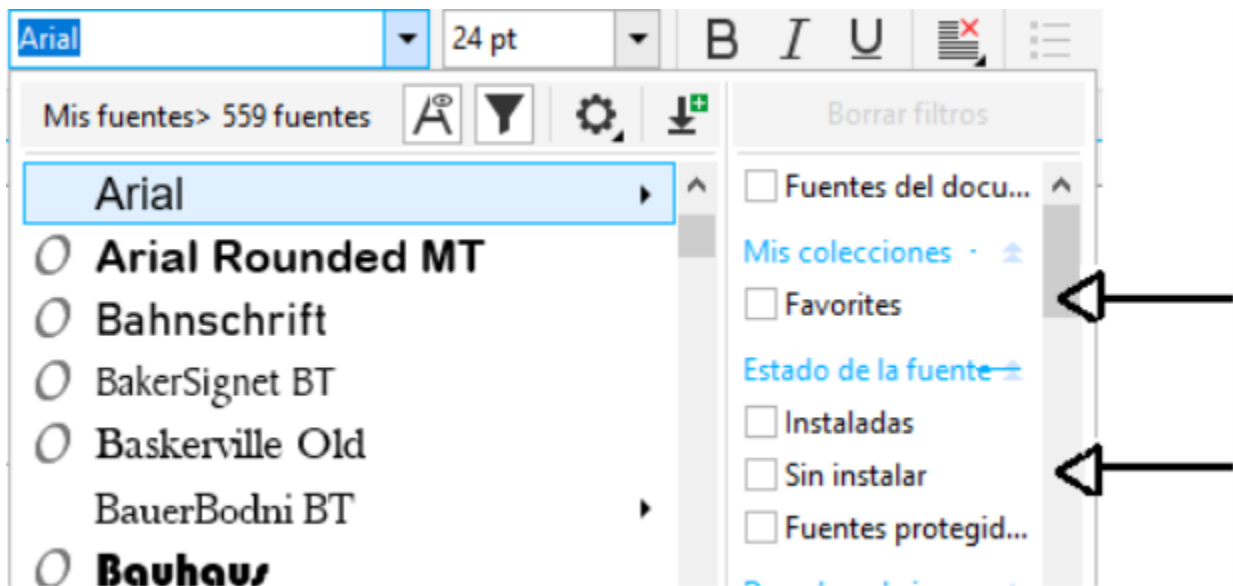 Arial 24 pt B I U
Mis fuentes> 559 fuentes Borrar filtros
Arial
Arial Rounded MT
Bahnschrift
BakerSignet BT
Baskerville Old
BauerBodni BT
Bauhaus
Fuentes del docu...
Mis colecciones
Favorites
Estado de la fuente
Instaladas
Sin instalar
Fuentes protegid...